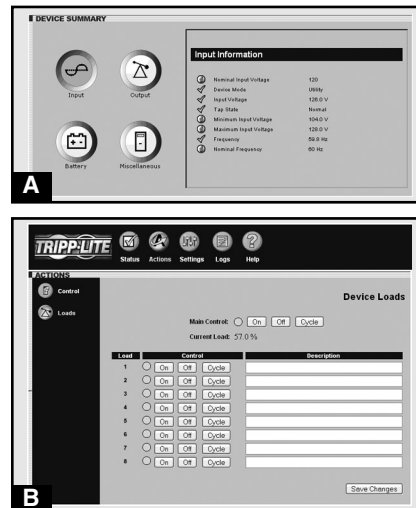 DEVICE SUMMARY
Input
Output
Battery
Miscellaneous
Input Information
Nominal Input Voltage 120
Device Mode Utility
Input Voltage 126.0 V
Tap State Normal
Minimum Input Voltage 104.0 V
Maximum Input Voltage 128.0 V
Frequency 59.9 Hz
Nominal Frequency 60 Hz
A
TRIPP·LITE
Status Actions Settings Logs Help
ACTIONS
Control
Loads
Device Loads
Main Control: On Off Cycle
Current Load: 57.0 %
Load Control Description
1 On Off Cycle
2 On Off Cycle
3 On Off Cycle
4 On Off Cycle
5 On Off Cycle
6 On Off Cycle
7 On Off Cycle
8 On Off Cycle
Save Changes
B